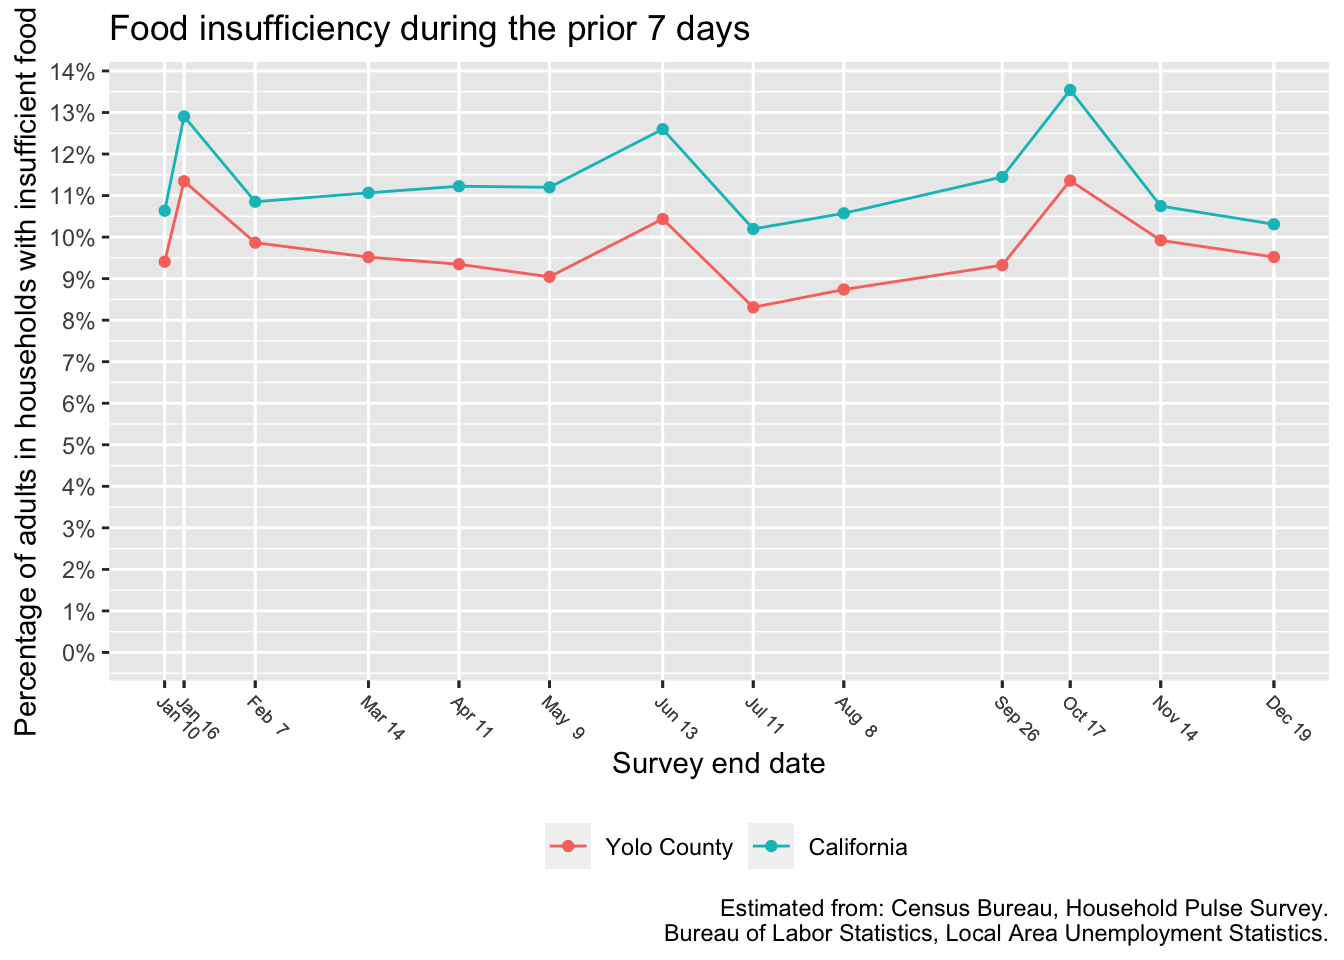 Food insufficiency during the prior 7 days
Percentage of adults in households with insufficient food
14%
13%
12%
11%
10%
9%
8%
7%
6%
5%
4%
3%
2%
1%
0%
Jan 10
Jan 16
Feb 7
Mar 14
Apr 11
May 9
Jun 13
Jul 11
Aug 8
Sep 26
Oct 17
Nov 14
Dec 19
Survey end date
Yolo County
California
Estimated from: Census Bureau, Household Pulse Survey.
Bureau of Labor Statistics, Local Area Unemployment Statistics.